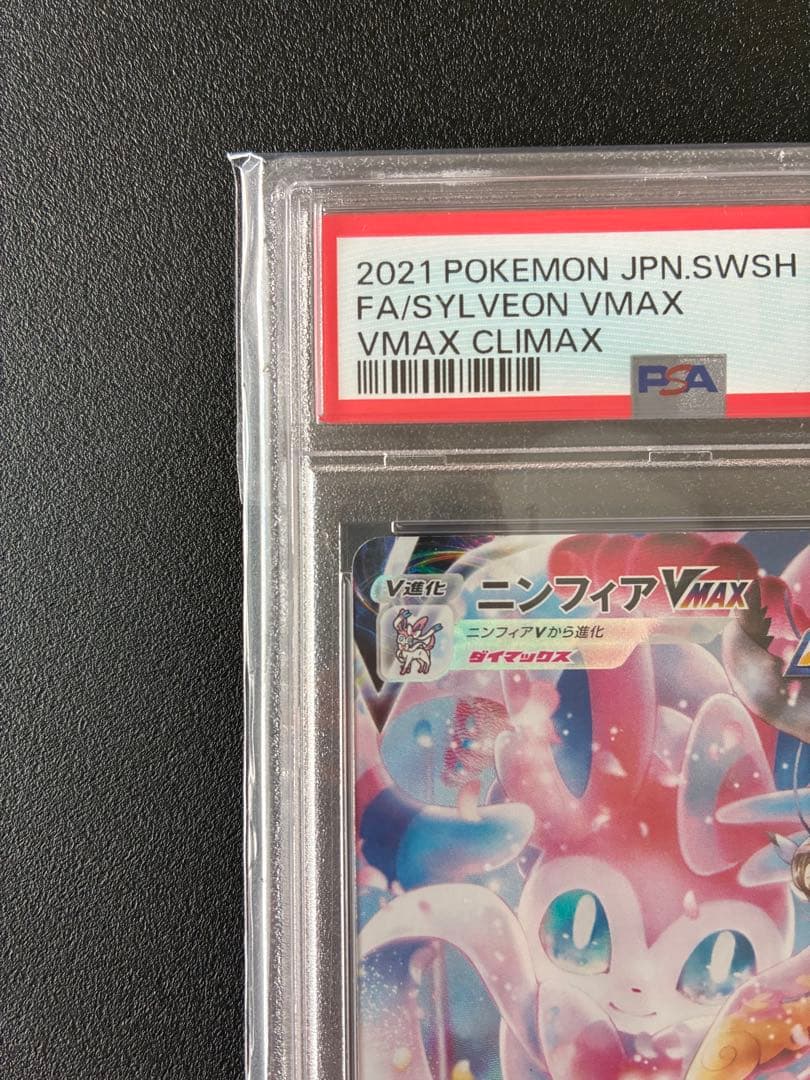 2021 POKEMON JPN.SWSH
FA/SYLVEON VMAX
VMAX CLIMAX
PSA
V進化
ニンフィアVMAX
ニンフィアVから進化
ダイマックス